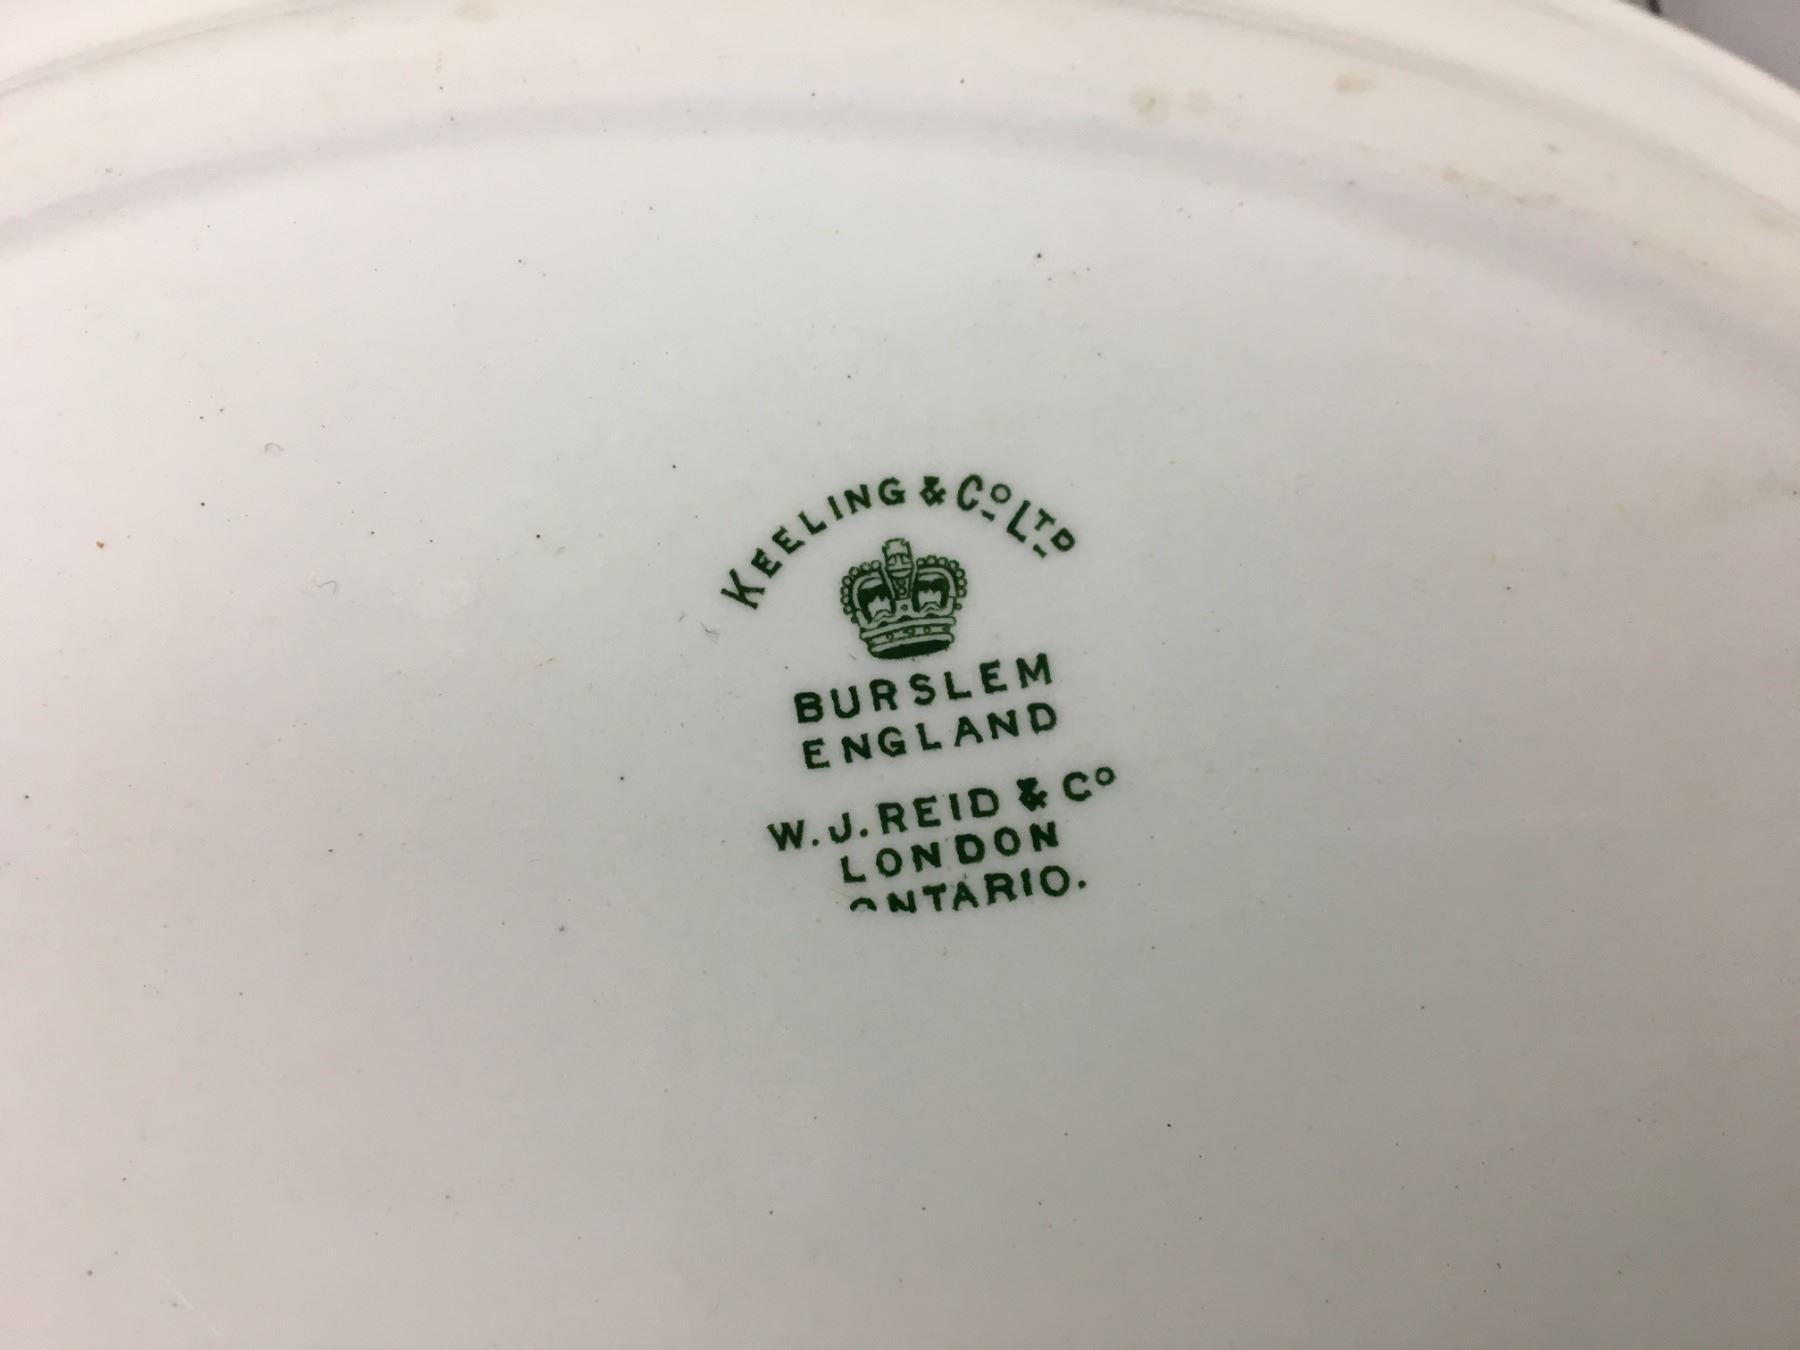 KEELING & Cº LTD
BURSLEM
ENGLAND
W. J. REID & Cº
LONDON
ONTARIO.